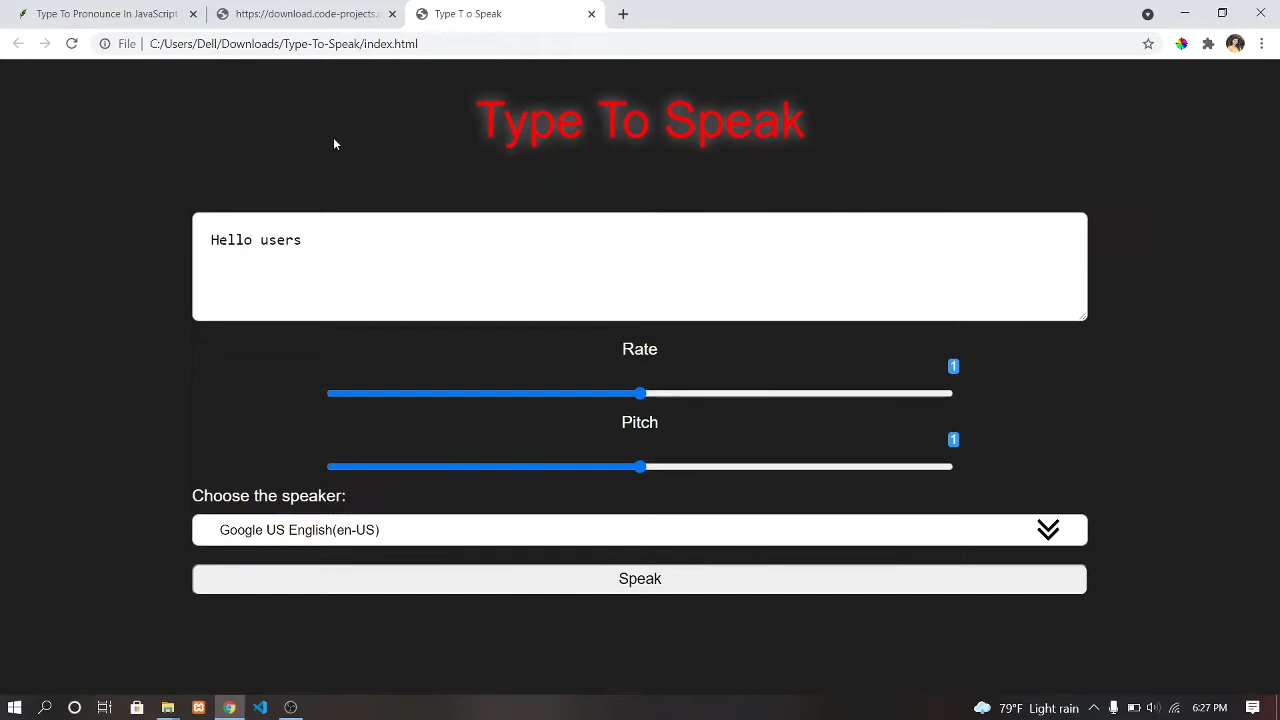 Type To Pronounce In JavaScript
https://download.code-projects.
Type T o Speak
File
C:/Users/Dell/Downloads/Type-To-Speak/index.html
Type To Speak
Hello users
Rate
1
Pitch
1
Choose the speaker:
Google US English(en-US)
Speak
79°F Light rain
6:27 PM